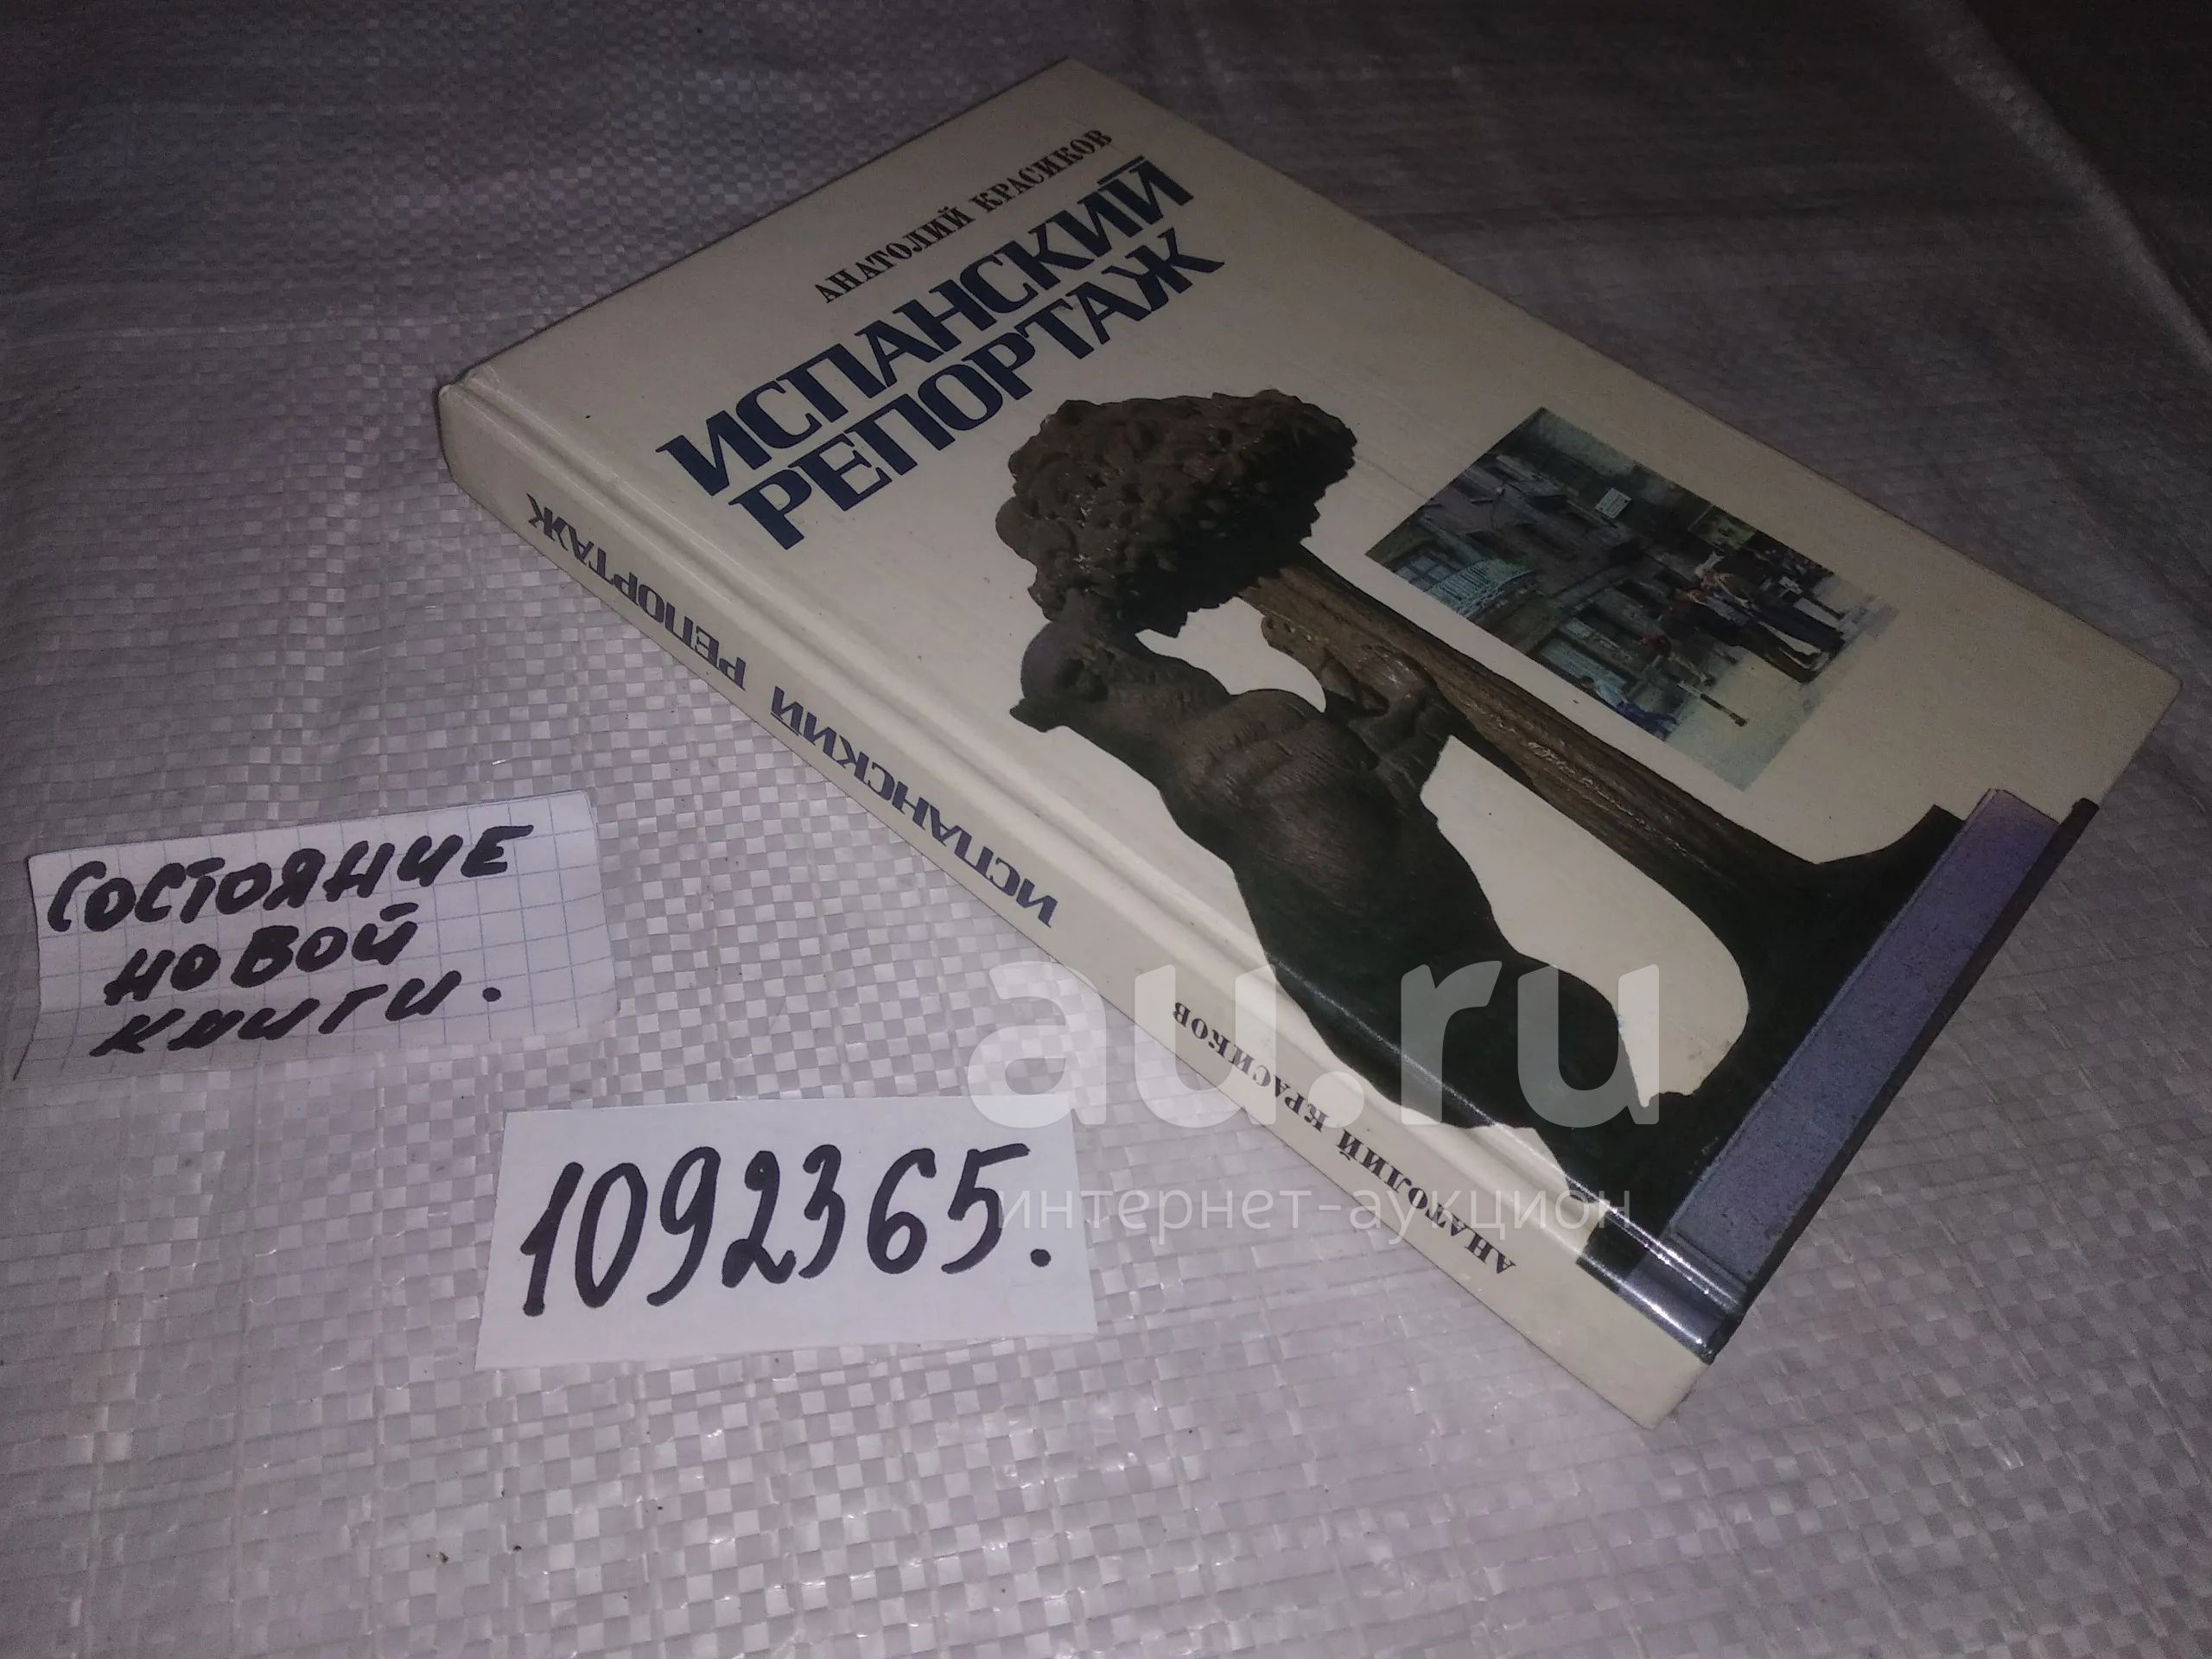 АНАТОЛИЙ КРАСИКОВ
ИСПАНСКИЙ
РЕПОРТАЖ
ИСПАНСКИЙ РЕПОРТАЖ
АНАТОЛИЙ КРАСИКОВ
СОСТОЯНИЕ
НОВОЙ
КНИГИ.
1092365.
au.ru
интернет-аукцион